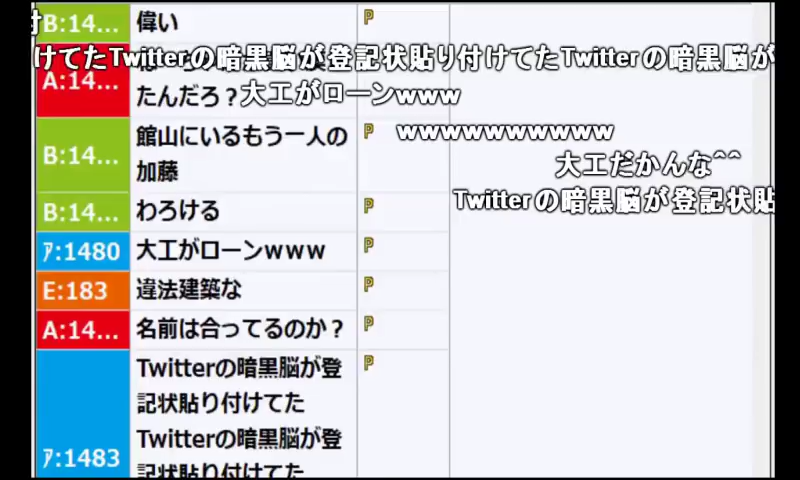 B:14... 偉い P
けてたTwitterの暗黒脳が登記状貼り付けてたTwitterの暗黒脳が
A:14...
たんだろ？
大工がローンwww
館山にいるもう一人の P
wwwwwwwwwww
B:14...
加藤
大工だかんな^^
B:14... わろける P
Twitterの暗黒脳が登記状貼
ｱ:1480 大工がローンｗｗｗ P
E:183 違法建築な P
A:14... 名前は合ってるのか？ P
Twitterの暗黒脳が登 P
記状貼り付けてた
Twitterの暗黒脳が登
ｱ:1483
記状貼り付けてた